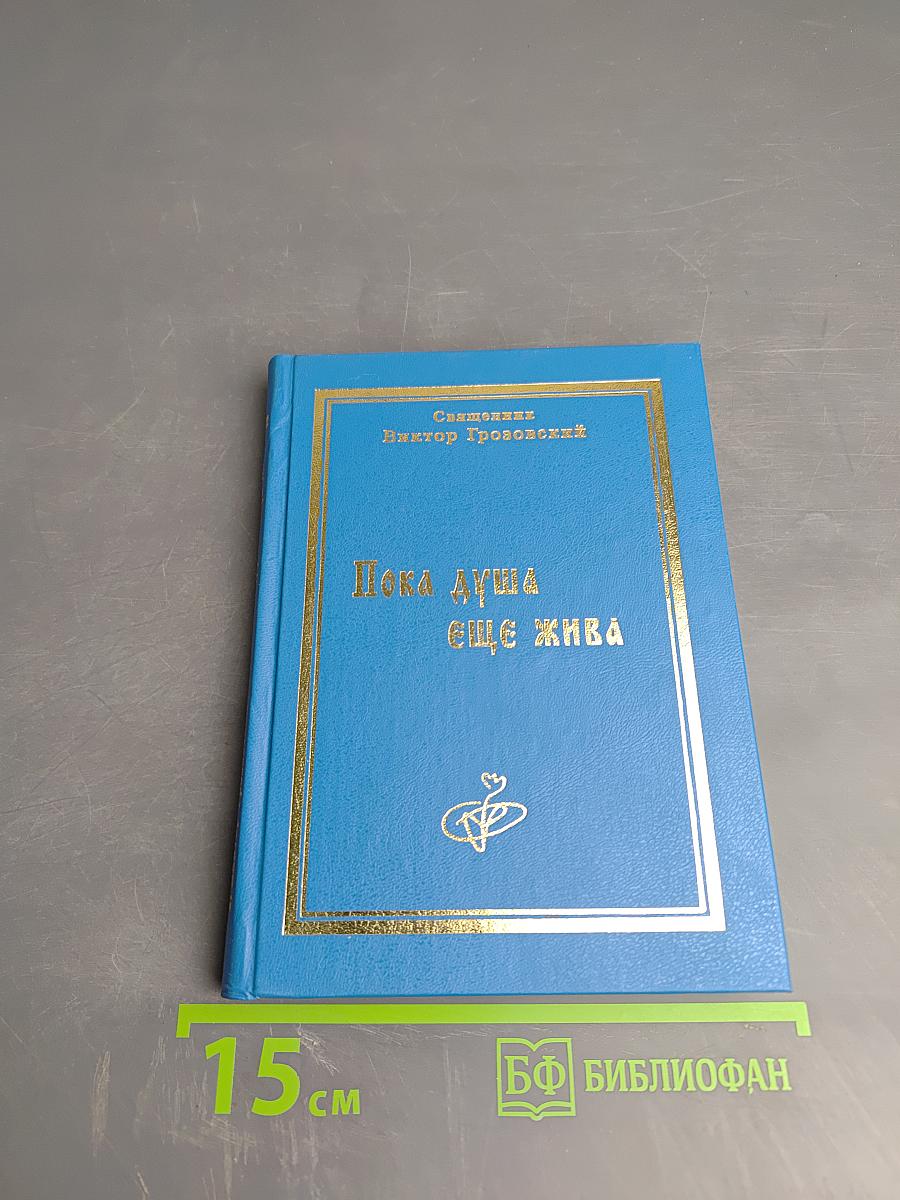 Священник
Виктор Грозовский
Пока душа
еще жива
15 см
БФ БИБЛИОФАН